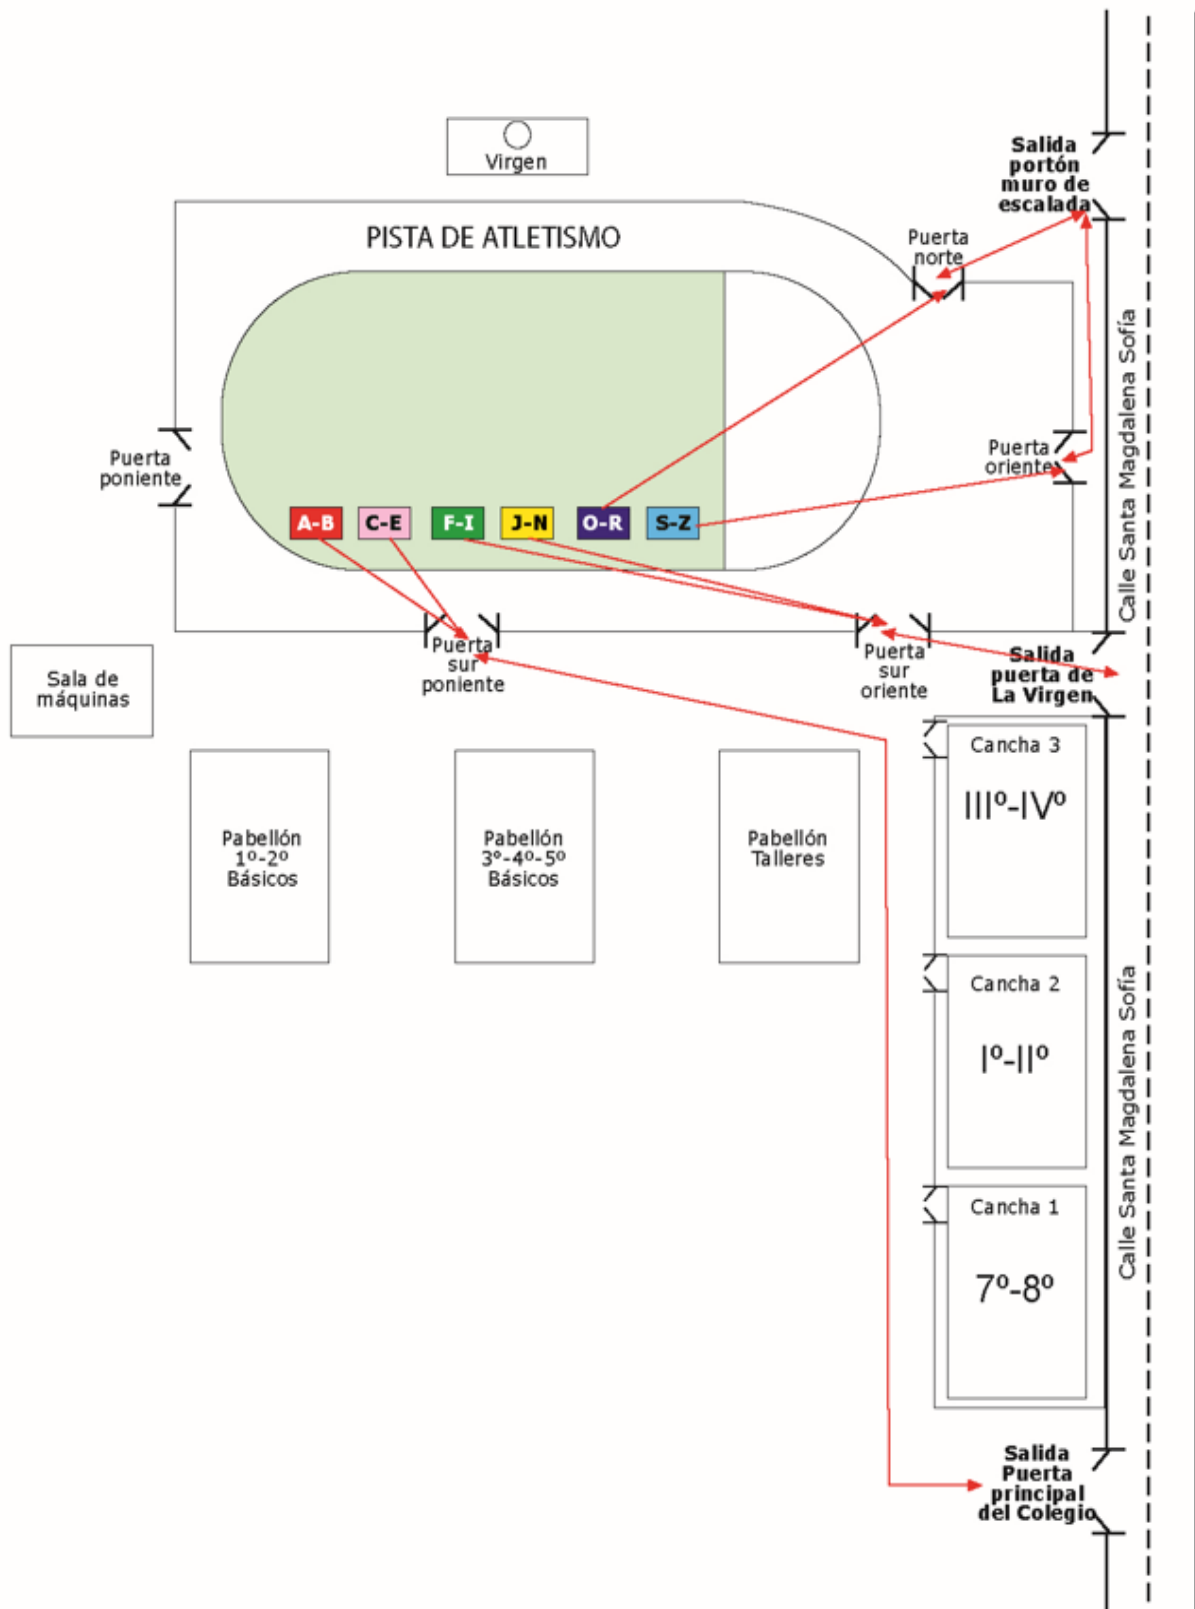 Virgen
Salida
portón
muro de
escalada
PISTA DE ATLETISMO
Puerta
norte
Calle Santa Magdalena Sofía
Puerta
poniente
Puerta
oriente
A-B
C-E
F-I
J-N
O-R
S-Z
Puerta
sur
poniente
Puerta
sur
oriente
Salida
puerta de
La Virgen
Sala de
máquinas
Cancha 3
IIIº-IVº
Pabellón
1º-2º
Básicos
Pabellón
3°-4º-5º
Básicos
Pabellón
Talleres
Cancha 2
Iº-IIº
Calle Santa Magdalena Sofía
Cancha 1
7º-8º
Salida
Puerta
principal
del Colegio